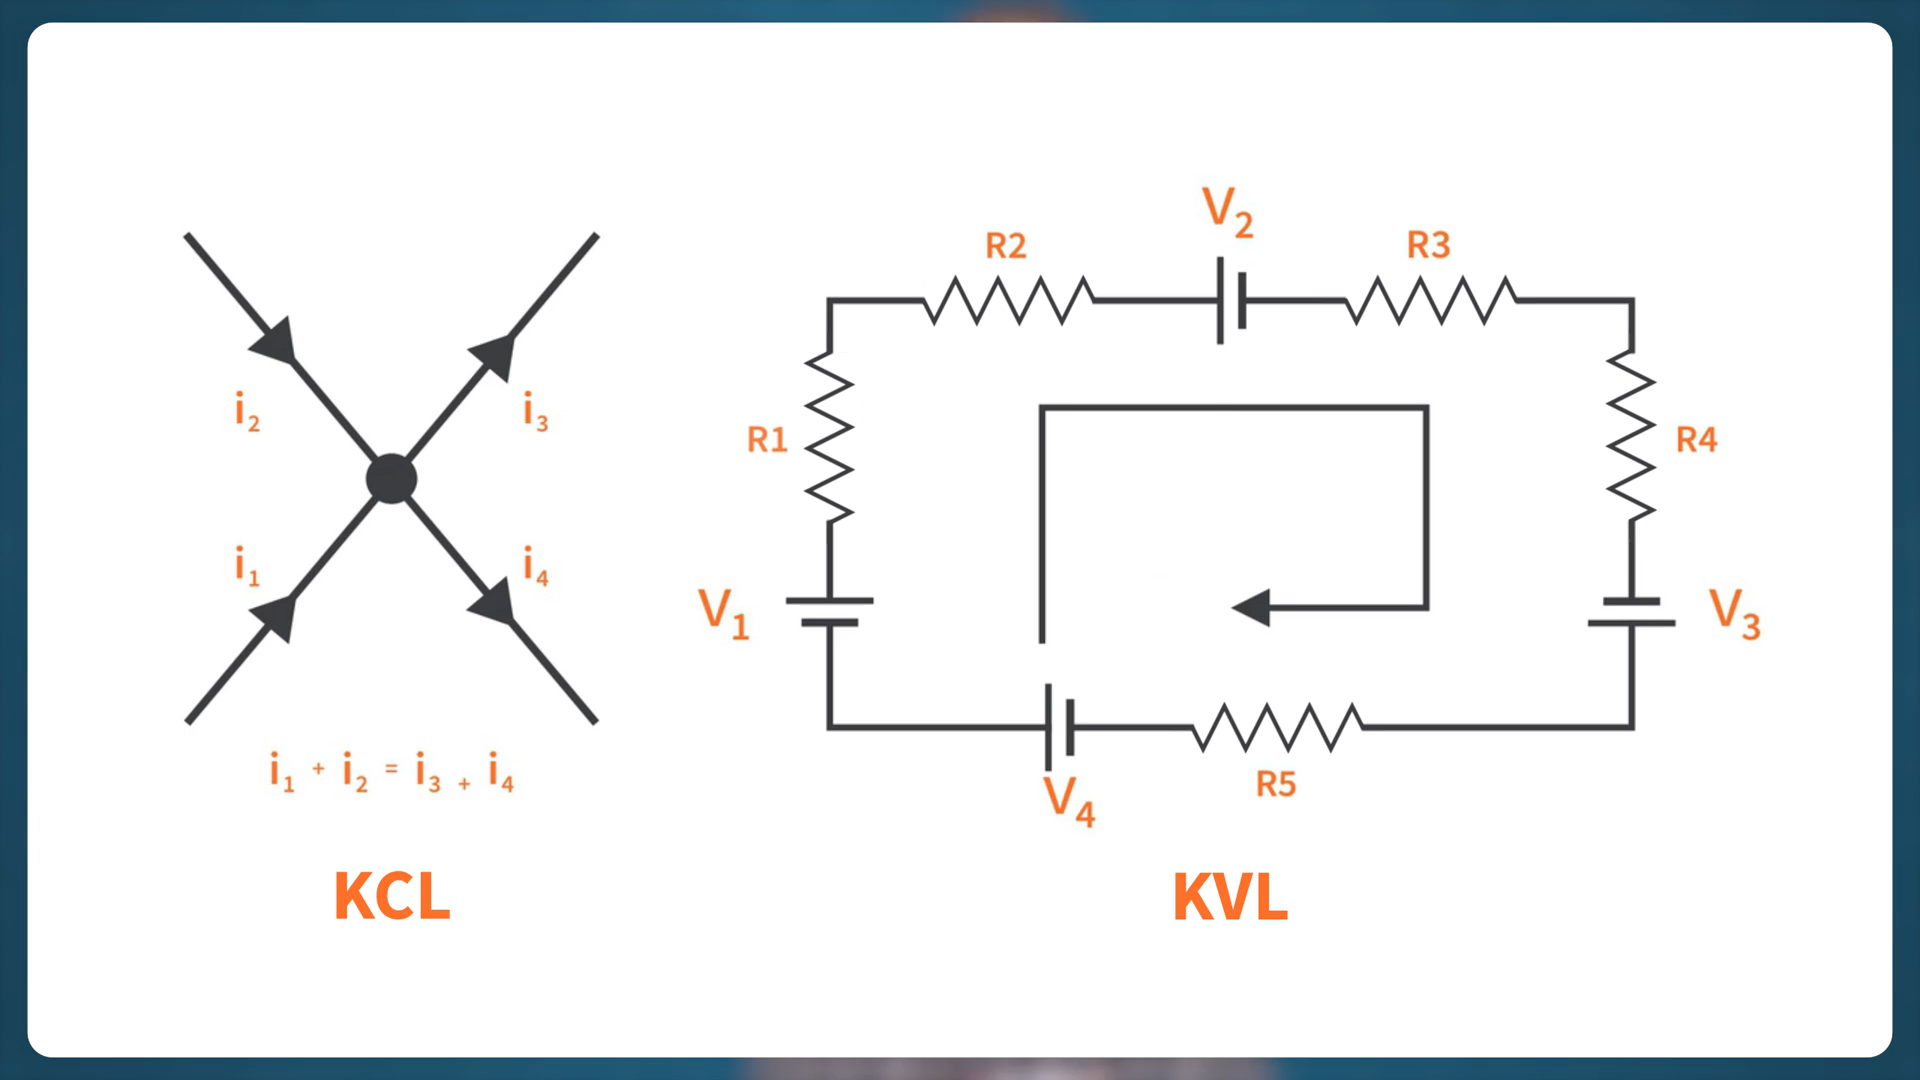 i2
i3
i1
i4
i1 + i2 = i3 + i4
KCL
V2
R2
R3
R1
R4
V1
V3
V4
R5
KVL